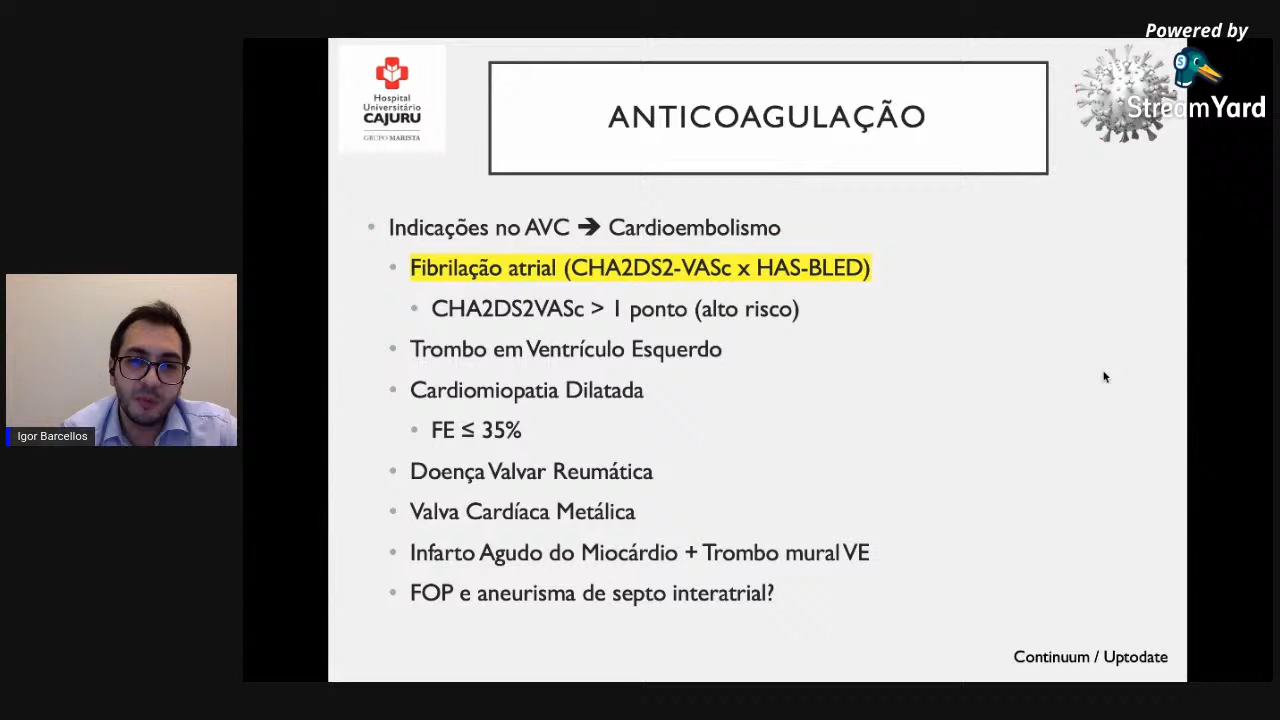 Powered by
StreamYard
Hospital
Universitário
CAJURU
GRUPO MARISTA
ANTICOAGULAÇÃO
• Indicações no AVC ➔ Cardioembolismo
• Fibrilação atrial (CHA2DS2-VASc x HAS-BLED)
• CHA2DS2VASc > 1 ponto (alto risco)
• Trombo em Ventrículo Esquerdo
• Cardiomiopatia Dilatada
• FE ≤ 35%
• Doença Valvar Reumática
• Valva Cardíaca Metálica
• Infarto Agudo do Miocárdio + Trombo mural VE
• FOP e aneurisma de septo interatrial?
Continuum / Uptodate
Igor Barcellos